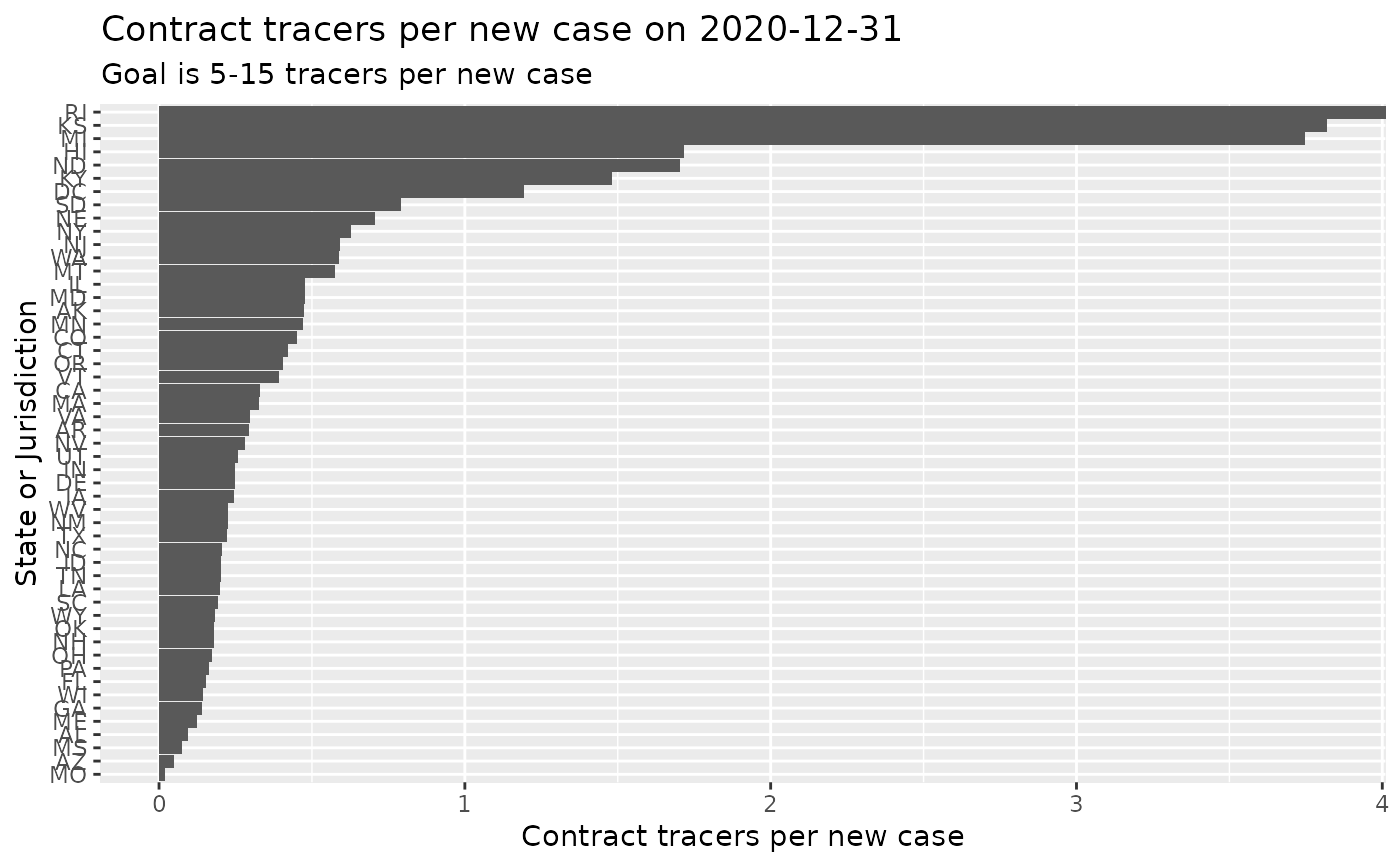 Contract tracers per new case on 2020-12-31
Goal is 5-15 tracers per new case
State or Jurisdiction
RI
KS
MI
HI
ND
KY
DC
SD
NE
NY
NJ
WA
MT
IL
MD
AK
MN
CO
CT
OR
VT
CA
MA
VA
AR
NV
UT
IN
DE
IA
WV
NM
TX
NC
ID
TN
LA
SC
WY
OK
NH
OH
PA
FL
WI
GA
ME
AL
MS
AZ
MO
0 1 2 3 4
Contract tracers per new case